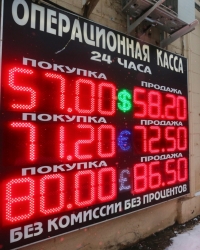 ОПЕРАЦИОННАЯ КАССА
24 ЧАСА
ПОКУПКА ПРОДАЖА
57.00 $ 58.20
ПОКУПКА ПРОДАЖА
71.20 € 72.50
ПОКУПКА ПРОДАЖА
80.00 £ 86.50
БЕЗ КОМИССИИ БЕЗ ПРОЦЕНТОВ